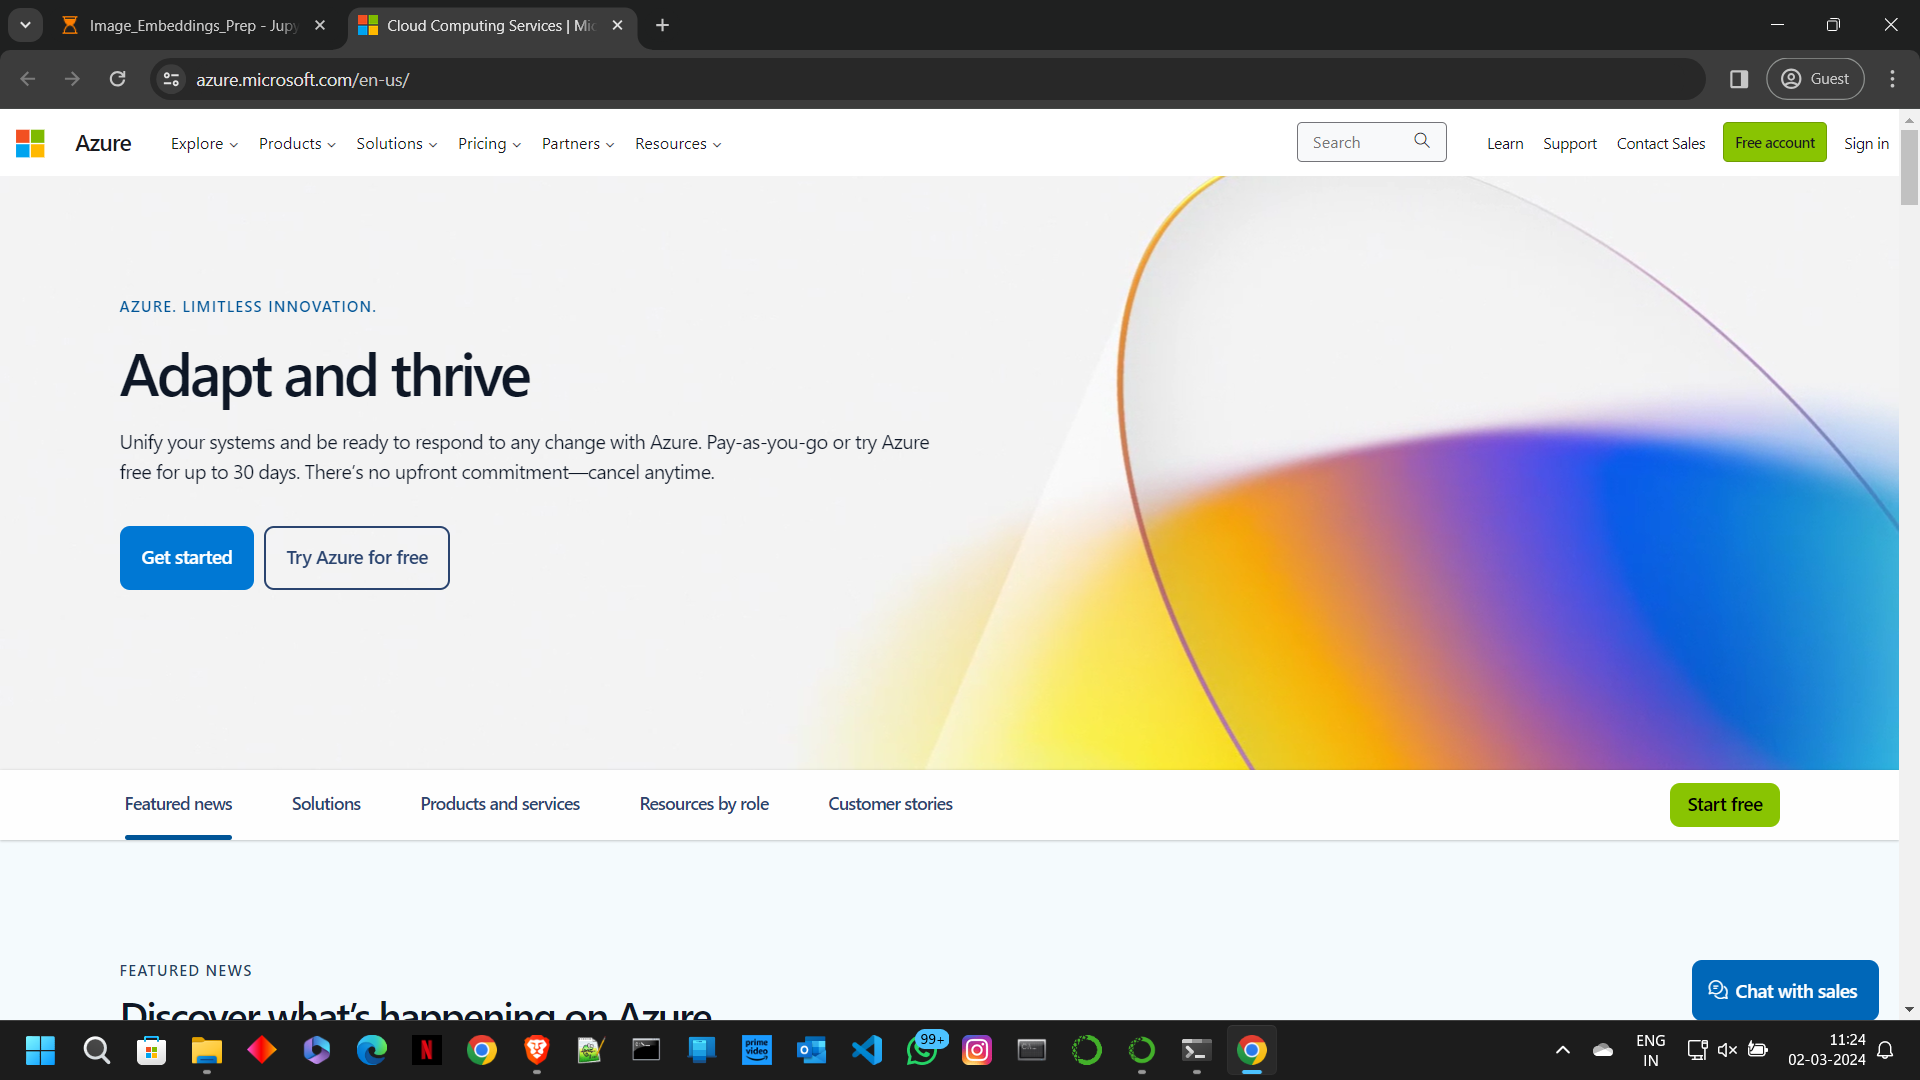 Image_Embeddings_Prep - Jupy
Cloud Computing Services | Mic
azure.microsoft.com/en-us/
Guest
Azure
Explore
Products
Solutions
Pricing
Partners
Resources
Search
Learn
Support
Contact Sales
Free account
Sign in
AZURE. LIMITLESS INNOVATION.
Adapt and thrive
Unify your systems and be ready to respond to any change with Azure. Pay-as-you-go or try Azure
free for up to 30 days. There’s no upfront commitment—cancel anytime.
Get started
Try Azure for free
Featured news
Solutions
Products and services
Resources by role
Customer stories
Start free
FEATURED NEWS
Discover what’s happening on Azure
Chat with sales
N
prime video
99+
ENG
IN
11:24
02-03-2024